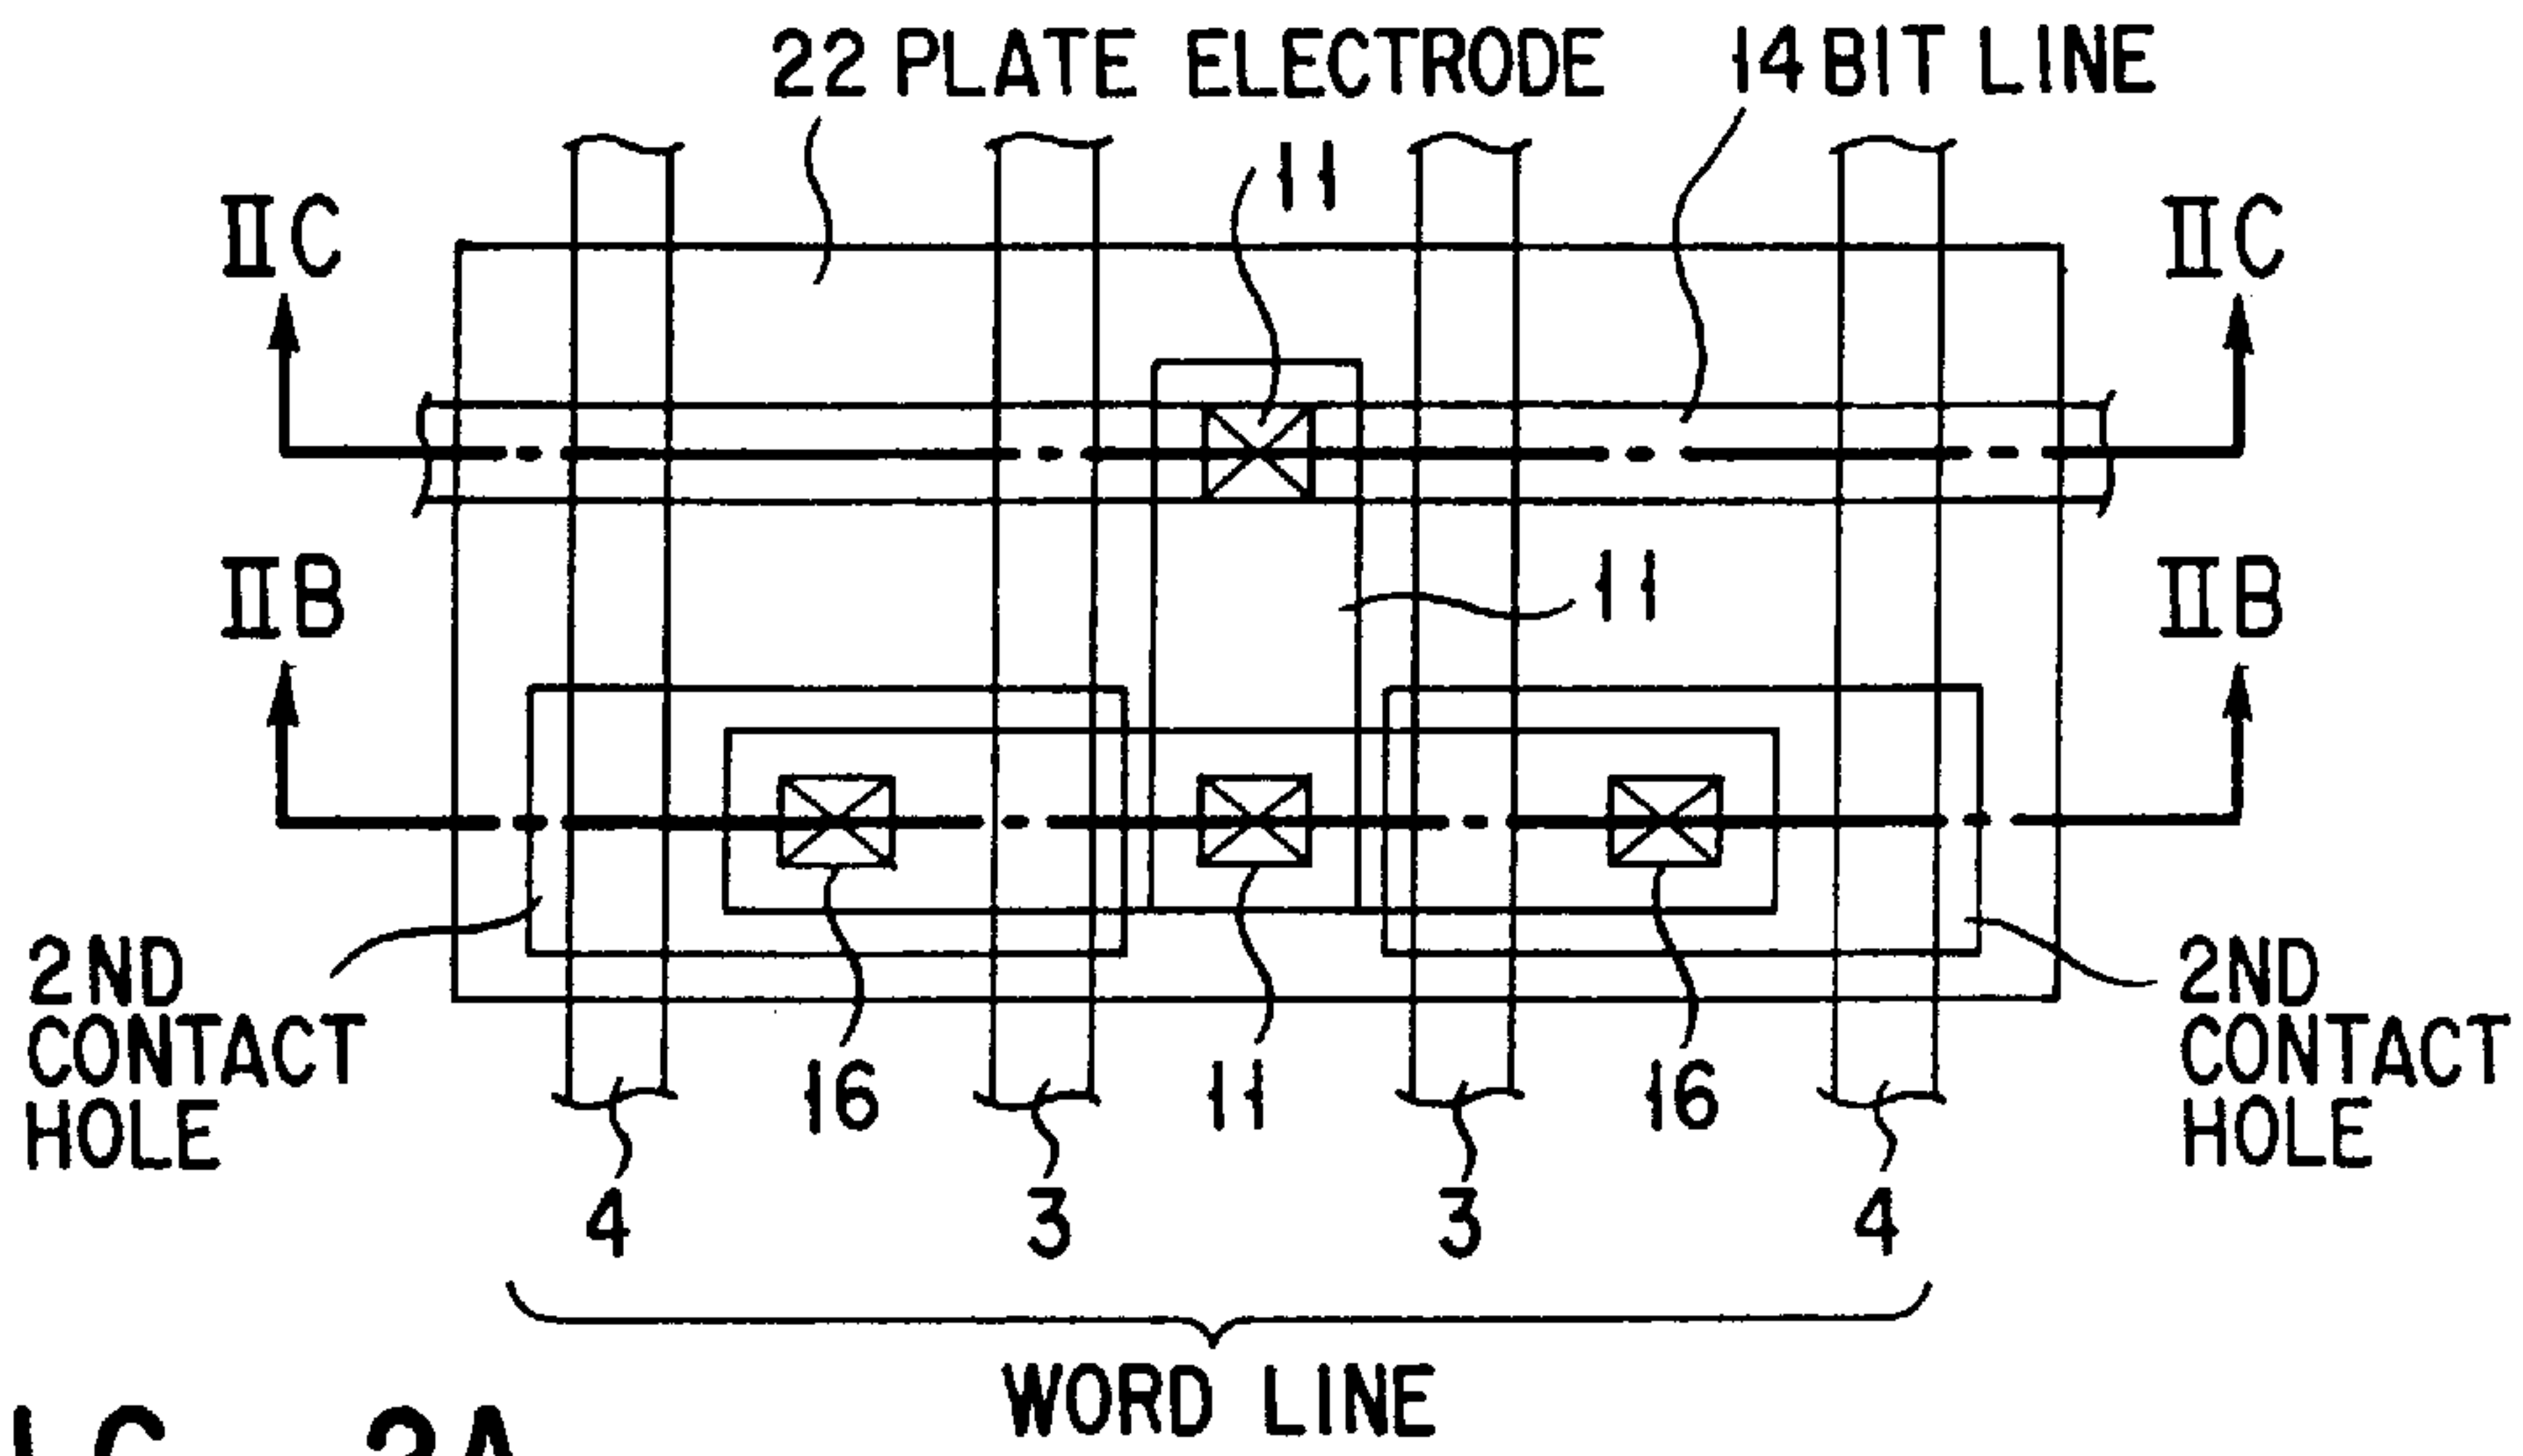 22 PLATE ELECTRODE
14 BIT LINE
11
IIC
IIC
IIB
IIB
11
2ND
CONTACT
HOLE
2ND
CONTACT
HOLE
16
11
16
4
3
3
4
WORD LINE